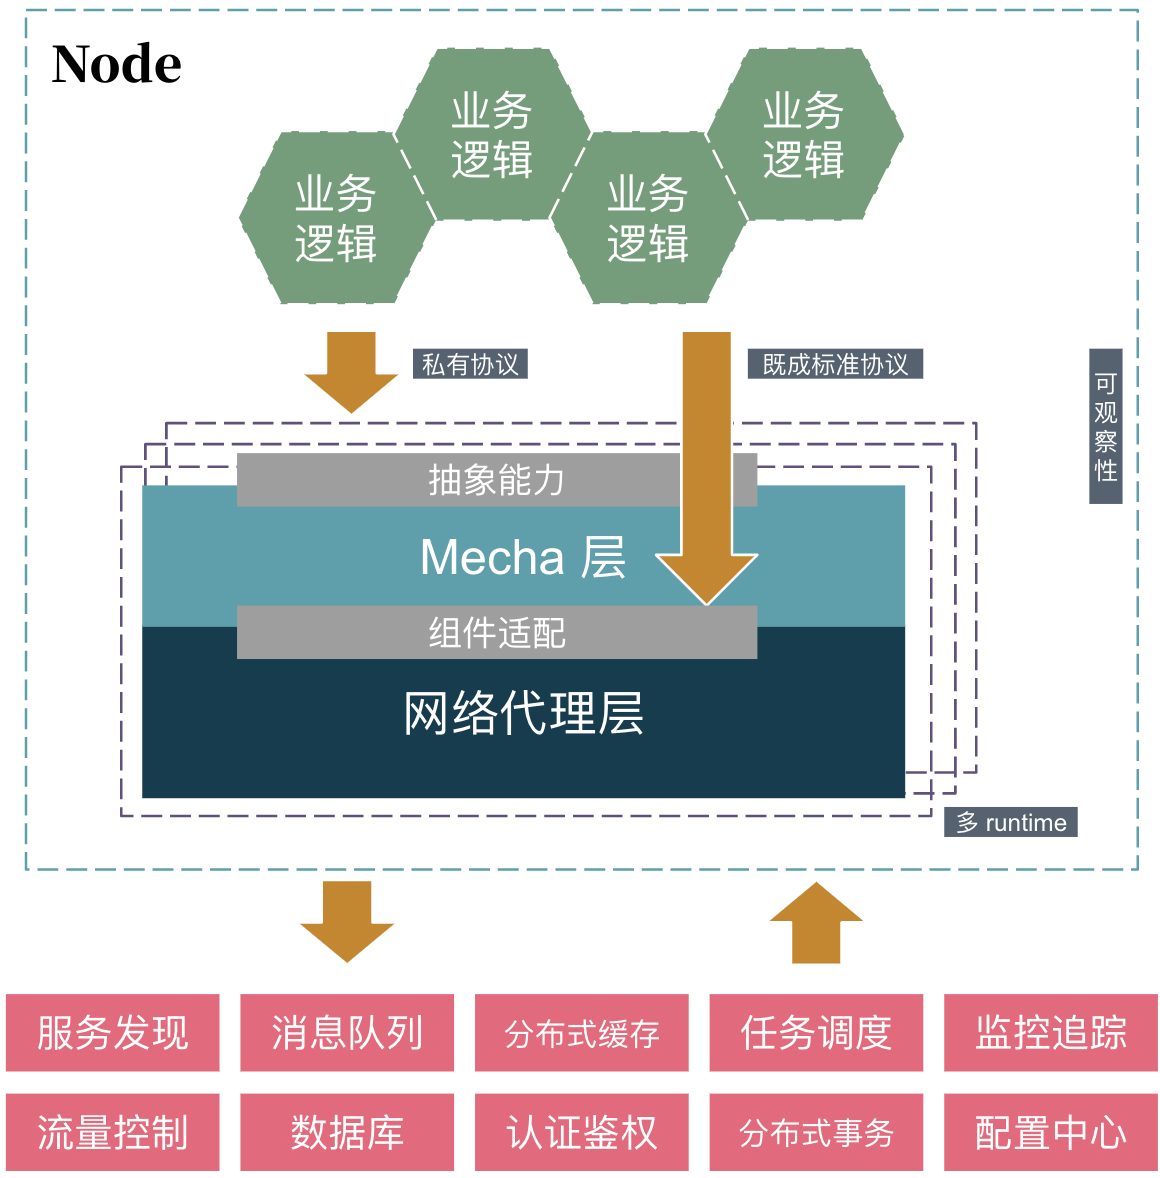 Node
业务
逻辑
业务
逻辑
业务
逻辑
业务
逻辑
私有协议
既成标准协议
可
观
察
性
抽象能力
Mecha 层
组件适配
网络代理层
多 runtime
服务发现
消息队列
分布式缓存
任务调度
监控追踪
流量控制
数据库
认证鉴权
分布式事务
配置中心